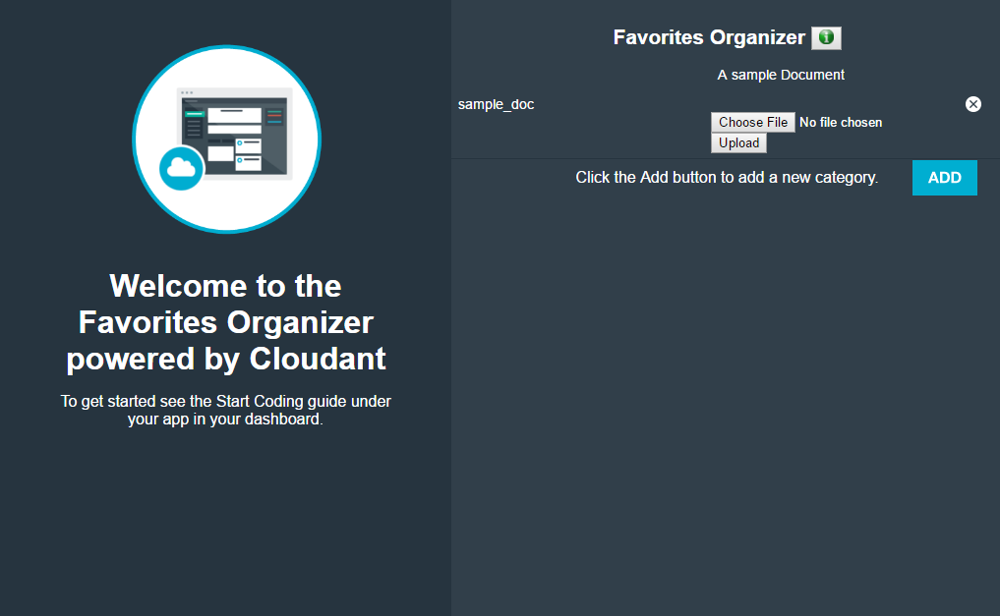 Welcome to the
Favorites Organizer
powered by Cloudant
To get started see the Start Coding guide under
your app in your dashboard.
Favorites Organizer
A sample Document
sample_doc
Choose File No file chosen
Upload
Click the Add button to add a new category.
ADD